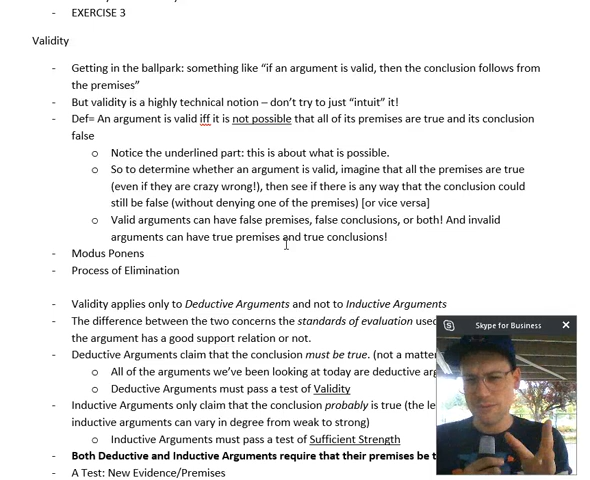 - EXERCISE 3
Validity
- Getting in the ballpark: something like “if an argument is valid, then the conclusion follows from
the premises”
- But validity is a highly technical notion – don’t try to just “intuit” it!
- Def= An argument is valid iff it is not possible that all of its premises are true and its conclusion
false
o Notice the underlined part: this is about what is possible.
o So to determine whether an argument is valid, imagine that all the premises are true
(even if they are crazy wrong!), then see if there is any way that the conclusion could
still be false (without denying one of the premises) [or vice versa]
o Valid arguments can have false premises, false conclusions, or both! And invalid
arguments can have true premises and true conclusions!
- Modus Ponens
- Process of Elimination
- Validity applies only to Deductive Arguments and not to Inductive Arguments
- The difference between the two concerns the standards of evaluation used
the argument has a good support relation or not.
- Deductive Arguments claim that the conclusion must be true. (not a matter
o All of the arguments we’ve been looking at today are deductive
o Deductive Arguments must pass a test of Validity
- Inductive Arguments only claim that the conclusion probably is true (the
inductive arguments can vary in degree from weak to strong)
o Inductive Arguments must pass a test of Sufficient Strength
- Both Deductive and Inductive Arguments require that their premises be
- A Test: New Evidence/Premises
Skype for Business